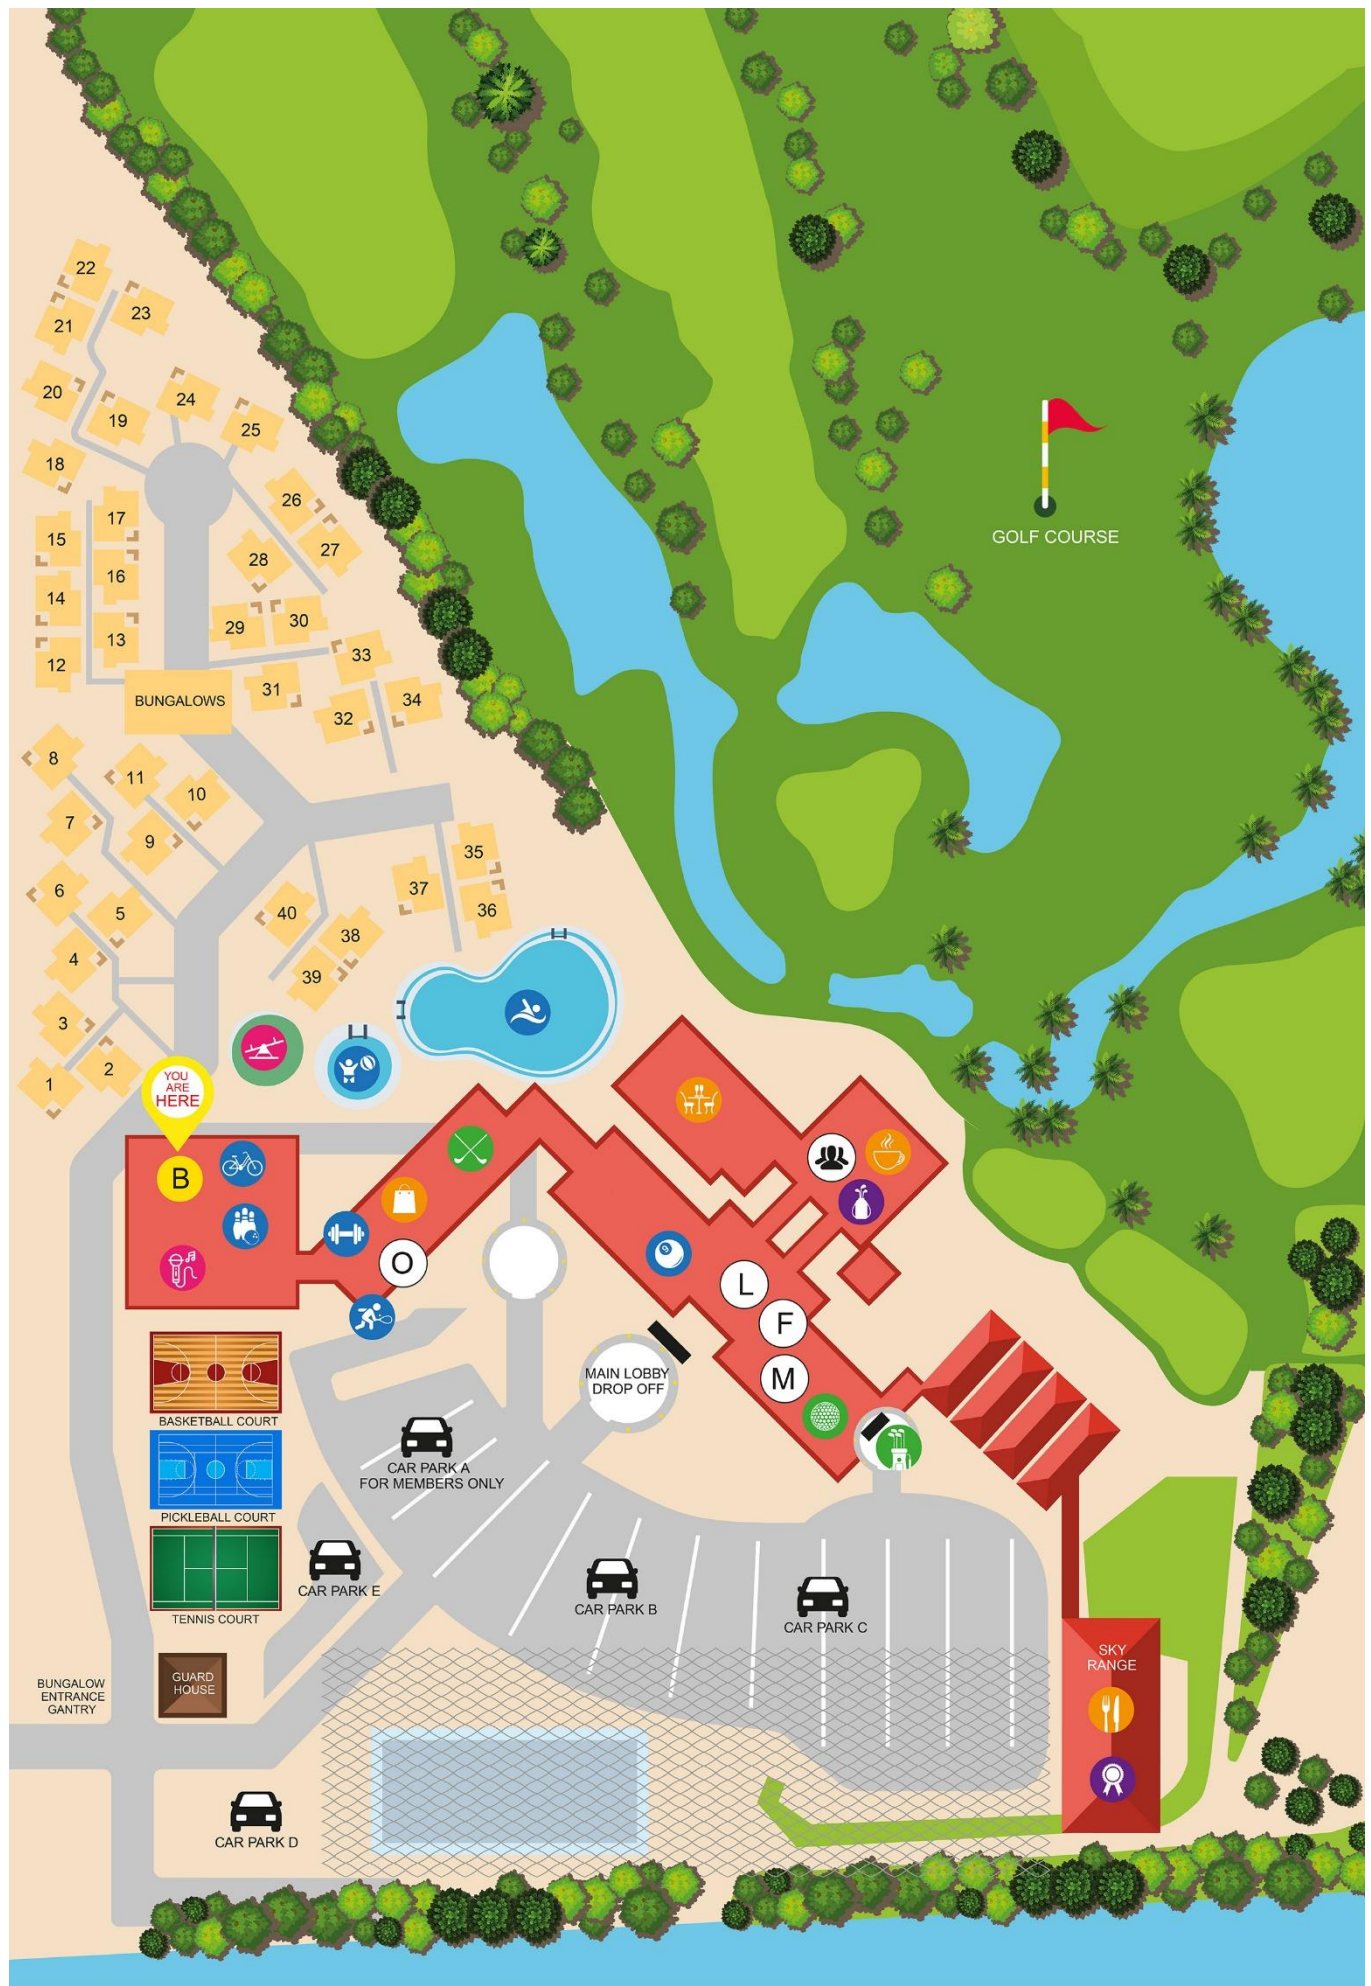 22
23
21
24
20
19
25
18
26
17
15
27
28
16
14
30
29
13
33
12
31
34
BUNGALOWS
32
8
11
10
7
9
35
37
6
36
5
40
38
4
39
3
2
1
GOLF COURSE
YOU
ARE
HERE
B
O
9
L
F
M
MAIN LOBBY
DROP OFF
BASKETBALL COURT
CAR PARK A
FOR MEMBERS ONLY
PICKLEBALL COURT
CAR PARK E
CAR PARK B
CAR PARK C
TENNIS COURT
SKY
RANGE
GUARD
HOUSE
BUNGALOW
ENTRANCE
GANTRY
CAR PARK D